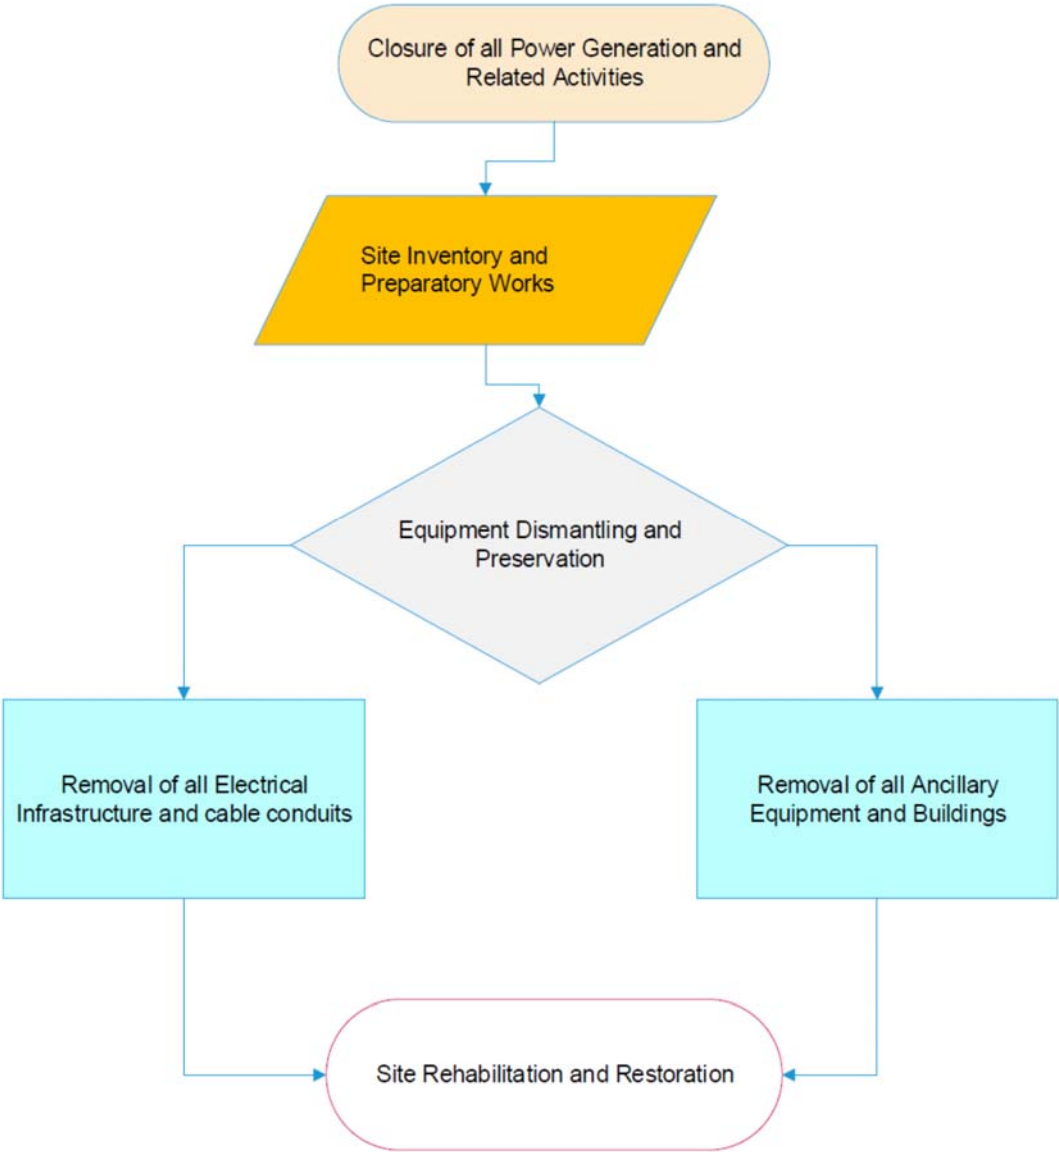 Closure of all Power Generation and
Related Activities
Site Inventory and
Preparatory Works
Equipment Dismantling and
Preservation
Removal of all Electrical
Infrastructure and cable conduits
Removal of all Ancillary
Equipment and Buildings
Site Rehabilitation and Restoration